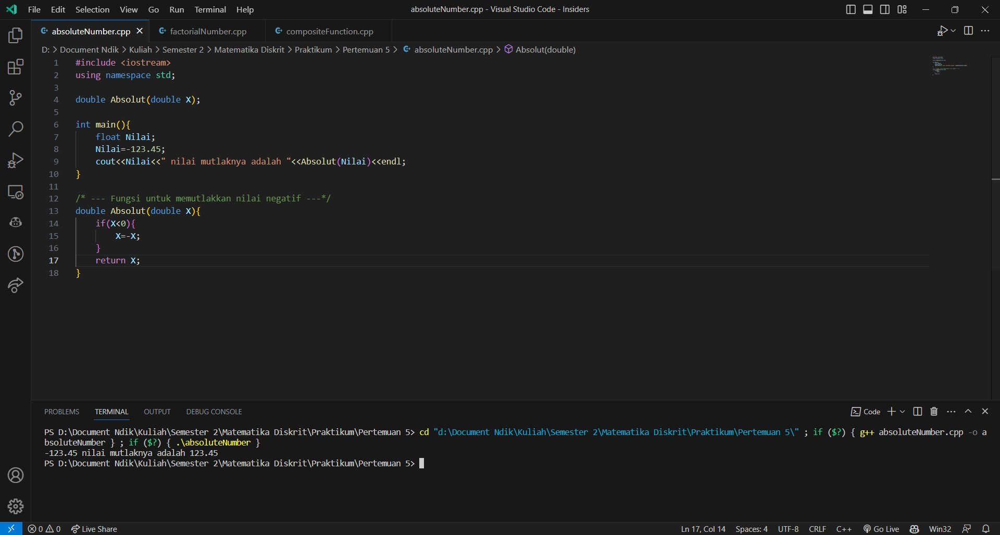 File Edit Selection View Go Run Terminal Help
absoluteNumber.cpp - Visual Studio Code - Insiders
absoluteNumber.cpp
factorialNumber.cpp
compositeFunction.cpp
D: > Document Ndik > Kuliah > Semester 2 > Matematika Diskrit > Praktikum > Pertemuan 5 > absoluteNumber.cpp > Absolut(double)
1 #include <iostream>
2 using namespace std;
3
4 double Absolut(double X);
5
6 int main(){
7     float Nilai;
8     Nilai=-123.45;
9     cout<<Nilai<<" nilai mutlaknya adalah "<<Absolut(Nilai)<<endl;
10 }
11
12 /* --- Fungsi untuk memutlakkan nilai negatif ---*/
13 double Absolut(double X){
14     if(X<0){
15         X=-X;
16     }
17     return X;
18 }
PROBLEMS TERMINAL OUTPUT DEBUG CONSOLE
Code
PS D:\Document Ndik\Kuliah\Semester 2\Matematika Diskrit\Praktikum\Pertemuan 5> cd "d:\Document Ndik\Kuliah\Semester 2\Matematika Diskrit\Praktikum\Pertemuan 5\" ; if ($?) { g++ absoluteNumber.cpp -o a
bsoluteNumber } ; if ($?) { .\absoluteNumber }
-123.45 nilai mutlaknya adalah 123.45
PS D:\Document Ndik\Kuliah\Semester 2\Matematika Diskrit\Praktikum\Pertemuan 5>
0 0 Live Share
Ln 17, Col 14 Spaces: 4 UTF-8 CRLF C++ Go Live Win32